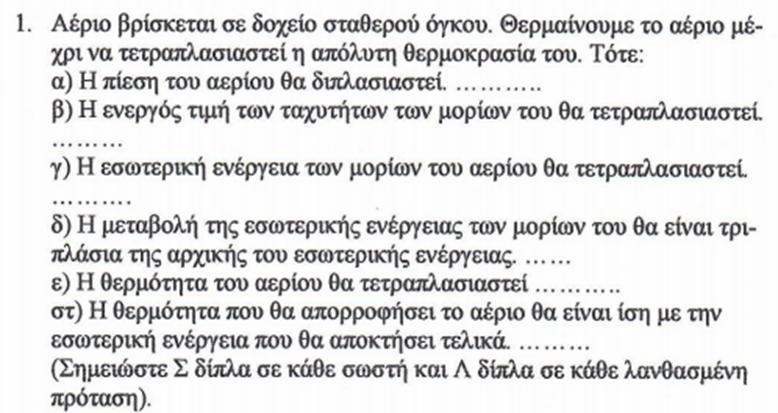 1. Αέριο βρίσκεται σε δοχείο σταθερού όγκου. Θερμαίνουμε το αέριο μέ-
χρι να τετραπλασιαστεί η απόλυτη θερμοκρασία του. Τότε:
α) Η πίεση του αερίου θα διπλασιαστεί. ………..
β) Η ενεργός τιμή των ταχυτήτων των μορίων του θα τετραπλασιαστεί.
………
γ) Η εσωτερική ενέργεια των μορίων του αερίου θα τετραπλασιαστεί.
……….
δ) Η μεταβολή της εσωτερικής ενέργειας των μορίων του θα είναι τρι-
πλάσια της αρχικής του εσωτερικής ενέργειας. ……
ε) Η θερμότητα του αερίου θα τετραπλασιαστεί ………..
στ) Η θερμότητα που θα απορροφήσει το αέριο θα είναι ίση με την
εσωτερική ενέργεια που θα αποκτήσει τελικά. ………
(Σημειώστε Σ δίπλα σε κάθε σωστή και Λ δίπλα σε κάθε λανθασμένη
πρόταση).